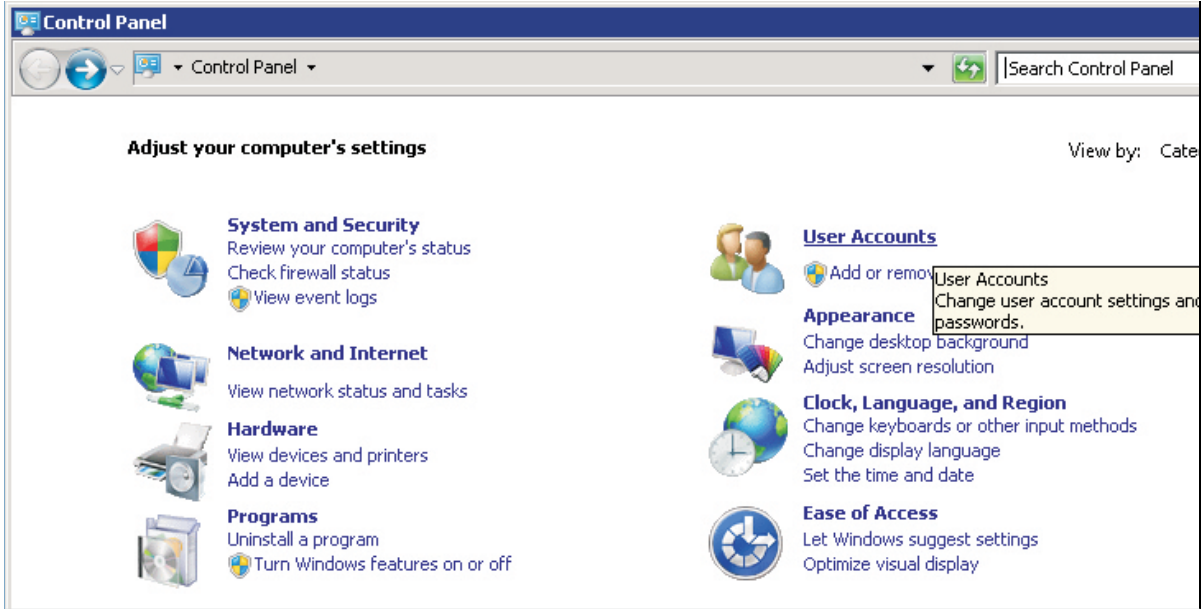 Control Panel
Control Panel
Search Control Panel
Adjust your computer's settings
View by: Cate
System and Security
Review your computer's status
Check firewall status
View event logs
Network and Internet
View network status and tasks
Hardware
View devices and printers
Add a device
Programs
Uninstall a program
Turn Windows features on or off
User Accounts
Add or remov
User Accounts
Change user account settings and
passwords.
Appearance
Change desktop background
Adjust screen resolution
Clock, Language, and Region
Change keyboards or other input methods
Change display language
Set the time and date
Ease of Access
Let Windows suggest settings
Optimize visual display